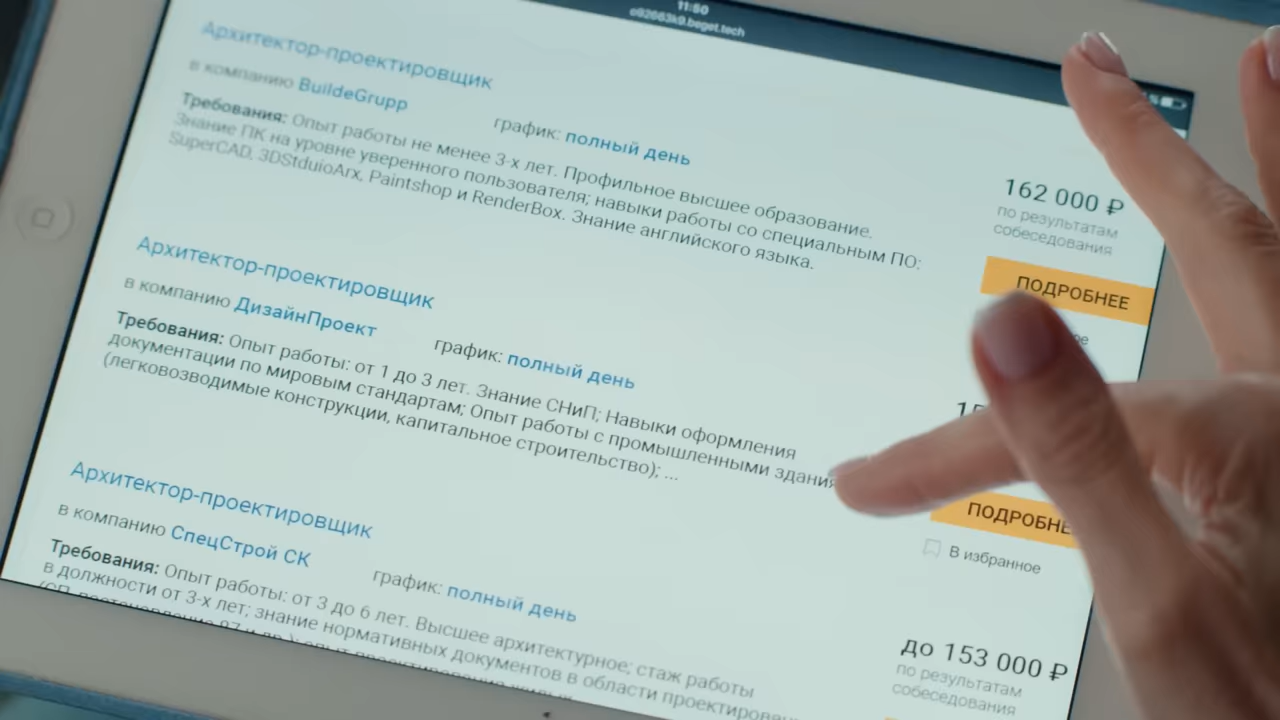 11:50
e92663k9.beget.tech
Архитектор-проектировщик
в компанию BuildeGrupp
график: полный день
Требования: Опыт работы не менее 3-х лет. Профильное высшее образование.
Знание ПК на уровне уверенного пользователя; навыки работы со специальным ПО:
SuperCAD, 3DStduioArx, Paintshop и RenderBox. Знание английского языка.
162 000 ₽
по результатам
собеседования
ПОДРОБНЕЕ
Архитектор-проектировщик
в компанию ДизайнПроект
график: полный день
Требования: Опыт работы: от 1 до 3 лет. Знание СНиП; Навыки оформления
документации по мировым стандартам; Опыт работы с промышленными здания
(легковозводимые конструкции, капитальное строительство); ...
ПОДРОБНЕ
В избранное
Архитектор-проектировщик
в компанию СпецСтрой СК
график: полный день
Требования: Опыт работы: от 3 до 6 лет. Высшее архитектурное; стаж работы
в должности от 3-х лет; знание нормативных документов в области проектирован
до 153 000 ₽
по результатам
собеседования